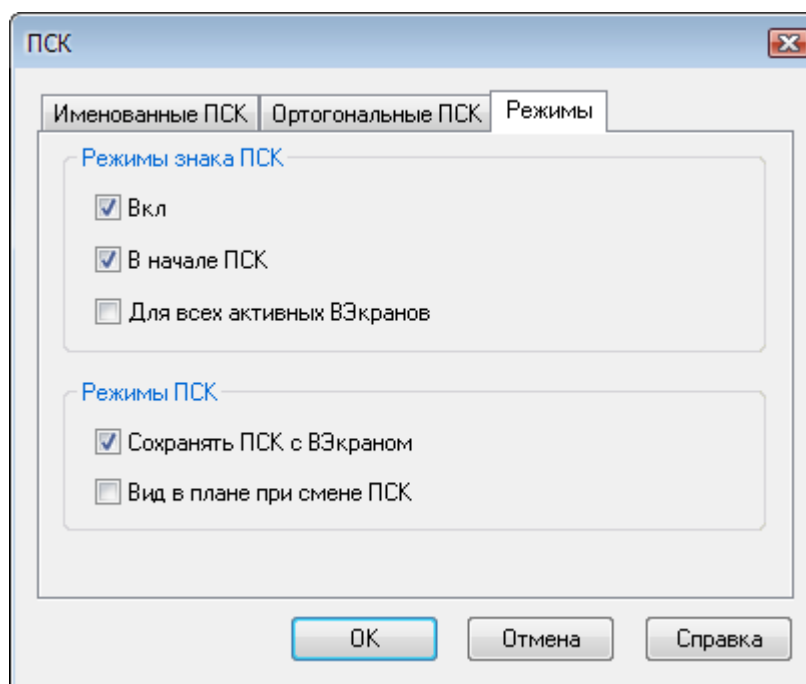 ПСК
Именованные ПСК Ортогональные ПСК Режимы
Режимы знака ПСК
Вкл
В начале ПСК
Для всех активных ВЭкранов
Режимы ПСК
Сохранять ПСК с ВЭкраном
Вид в плане при смене ПСК
OK Отмена Справка